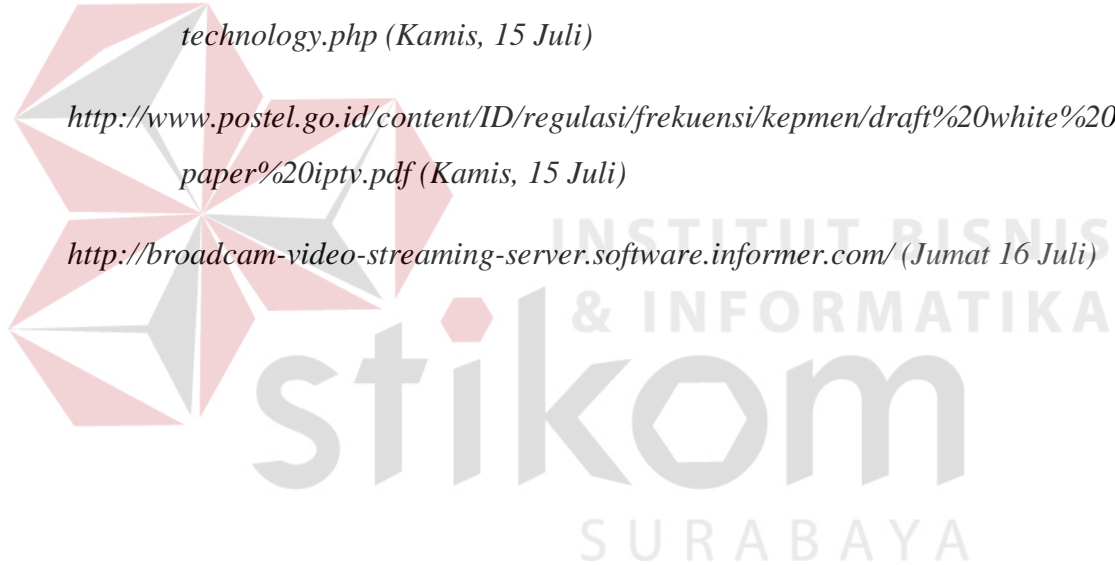 technology.php (Kamis, 15 Juli)
http://www.postel.go.id/content/ID/regulasi/frekuensi/kepmen/draft%20white%20
paper%20iptv.pdf (Kamis, 15 Juli)
INSTITUT BISNIS
http://broadcam-video-streaming-server.software.informer.com/ (Jumat 16 Juli)
& INFORMATIKA
stikom
SURABAYA